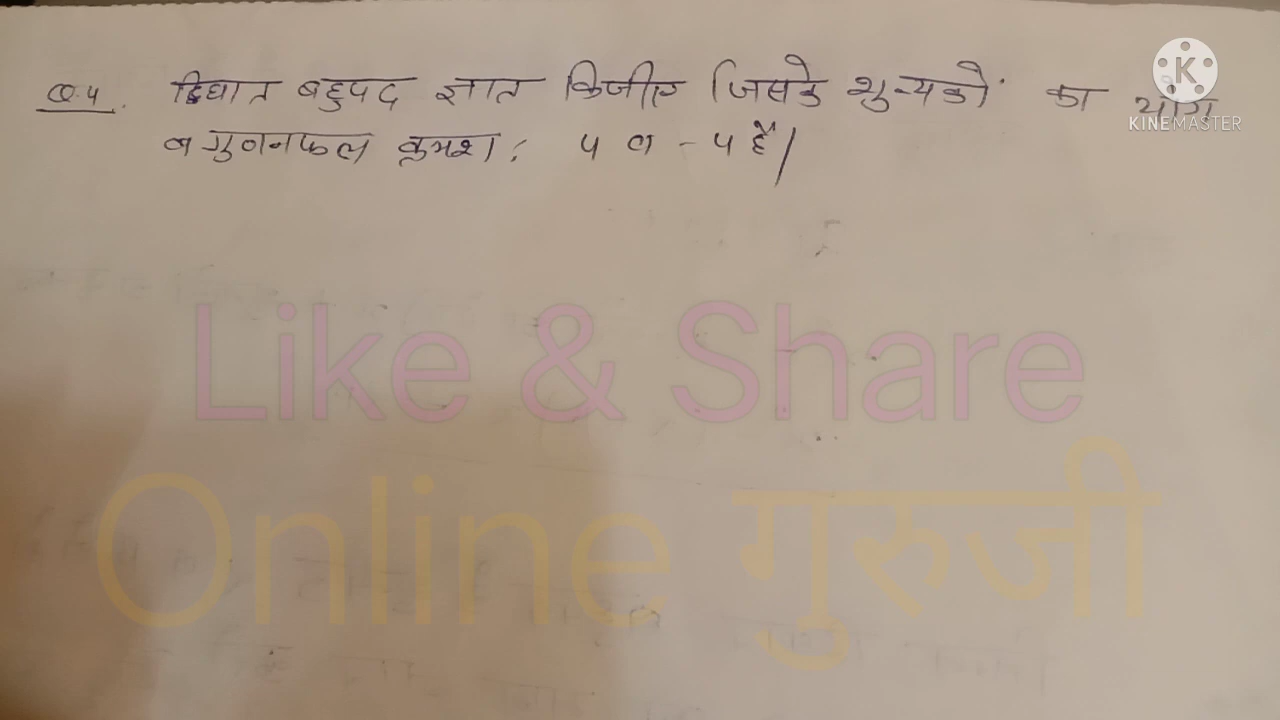 Q.4. द्विघात बहुपद ज्ञात किजीए जिसके शुन्यकों का योग
व गुणनफल क्रमश: 4 व -4 है|
K
KINEMASTER
Like & Share
Online गुरुजी